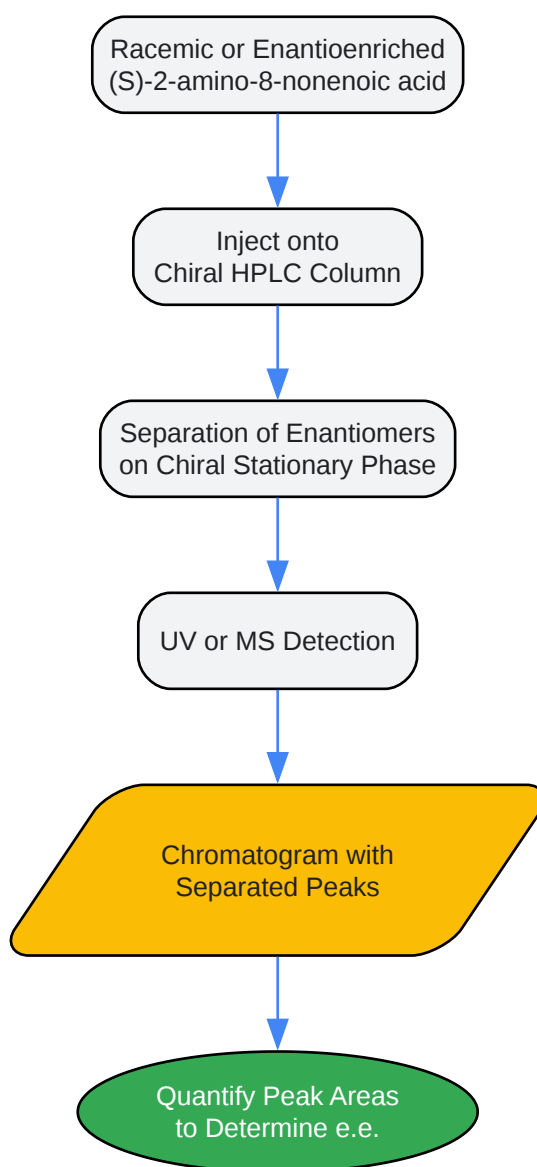 Racemic or Enantioenriched
(S)-2-amino-8-nonenoic acid
Inject onto
Chiral HPLC Column
Separation of Enantiomers
on Chiral Stationary Phase
UV or MS Detection
Chromatogram with
Separated Peaks
Quantify Peak Areas
to Determine e.e.